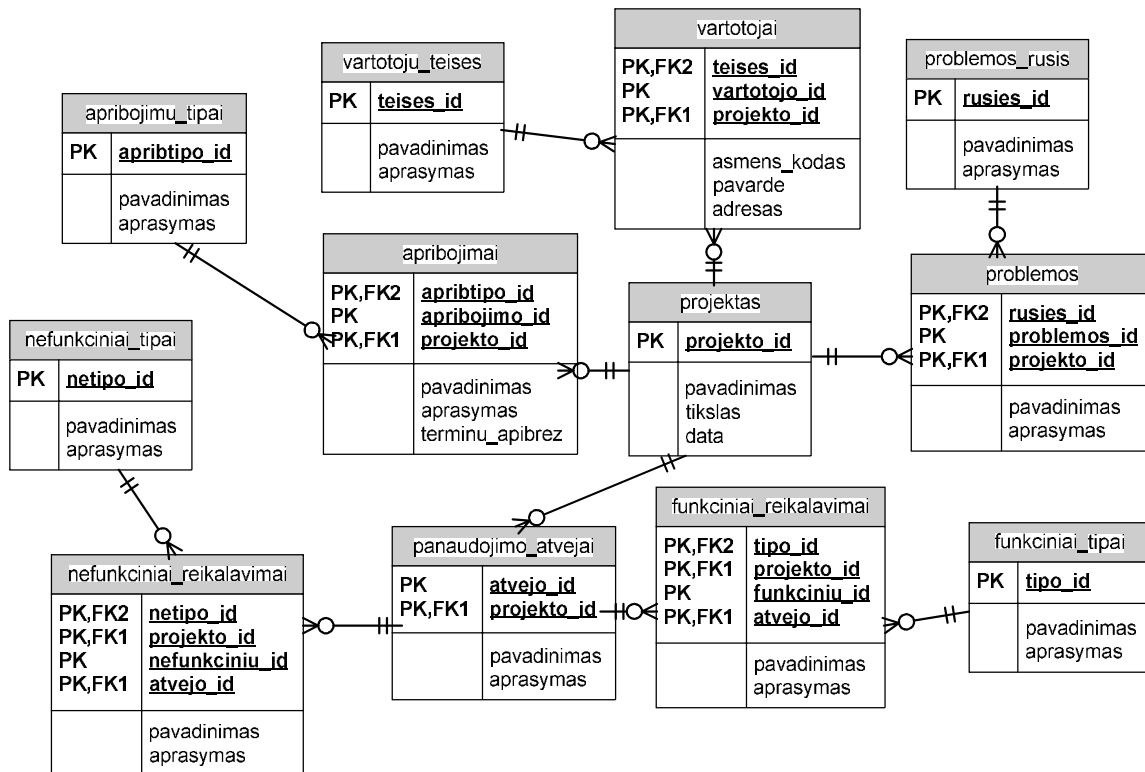 vartotoju_teises
PK teises_id
pavadinimas
aprasymas
vartotojai
PK,FK2 teises_id
PK vartotojo_id
PK,FK1 projekto_id
asmens_kodas
pavarde
adresas
problemos_rusis
PK rusies_id
pavadinimas
aprasymas
apribojimu_tipai
PK apribtipo_id
pavadinimas
aprasymas
apribojimai
PK,FK2 apribtipo_id
PK apribojimo_id
PK,FK1 projekto_id
pavadinimas
aprasymas
terminu_apibrez
projektas
PK projekto_id
pavadinimas
tikslas
data
problemos
PK,FK2 rusies_id
PK problemos_id
PK,FK1 projekto_id
pavadinimas
aprasymas
nefunkciniai_tipai
PK netipo_id
pavadinimas
aprasymas
nefunkciniai_reikalavimai
PK,FK2 netipo_id
PK,FK1 projekto_id
PK nefunkciniu_id
PK,FK1 atvejo_id
pavadinimas
aprasymas
panaudojimo_atvejai
PK atvejo_id
PK,FK1 projekto_id
pavadinimas
aprasymas
funkciniai_reikalavimai
PK,FK2 tipo_id
PK,FK1 projekto_id
PK funkciniu_id
PK,FK1 atvejo_id
pavadinimas
aprasymas
funkciniai_tipai
PK tipo_id
pavadinimas
aprasymas